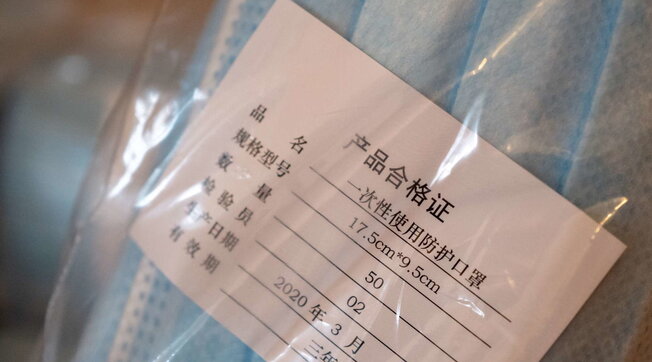 产品合格证
品 名 一次性使用防护口罩
规格型号 17.5cm*9.5cm
数 量 50
检 验 员 02
生产日期 2020 年 3 月
有 效 期 三年